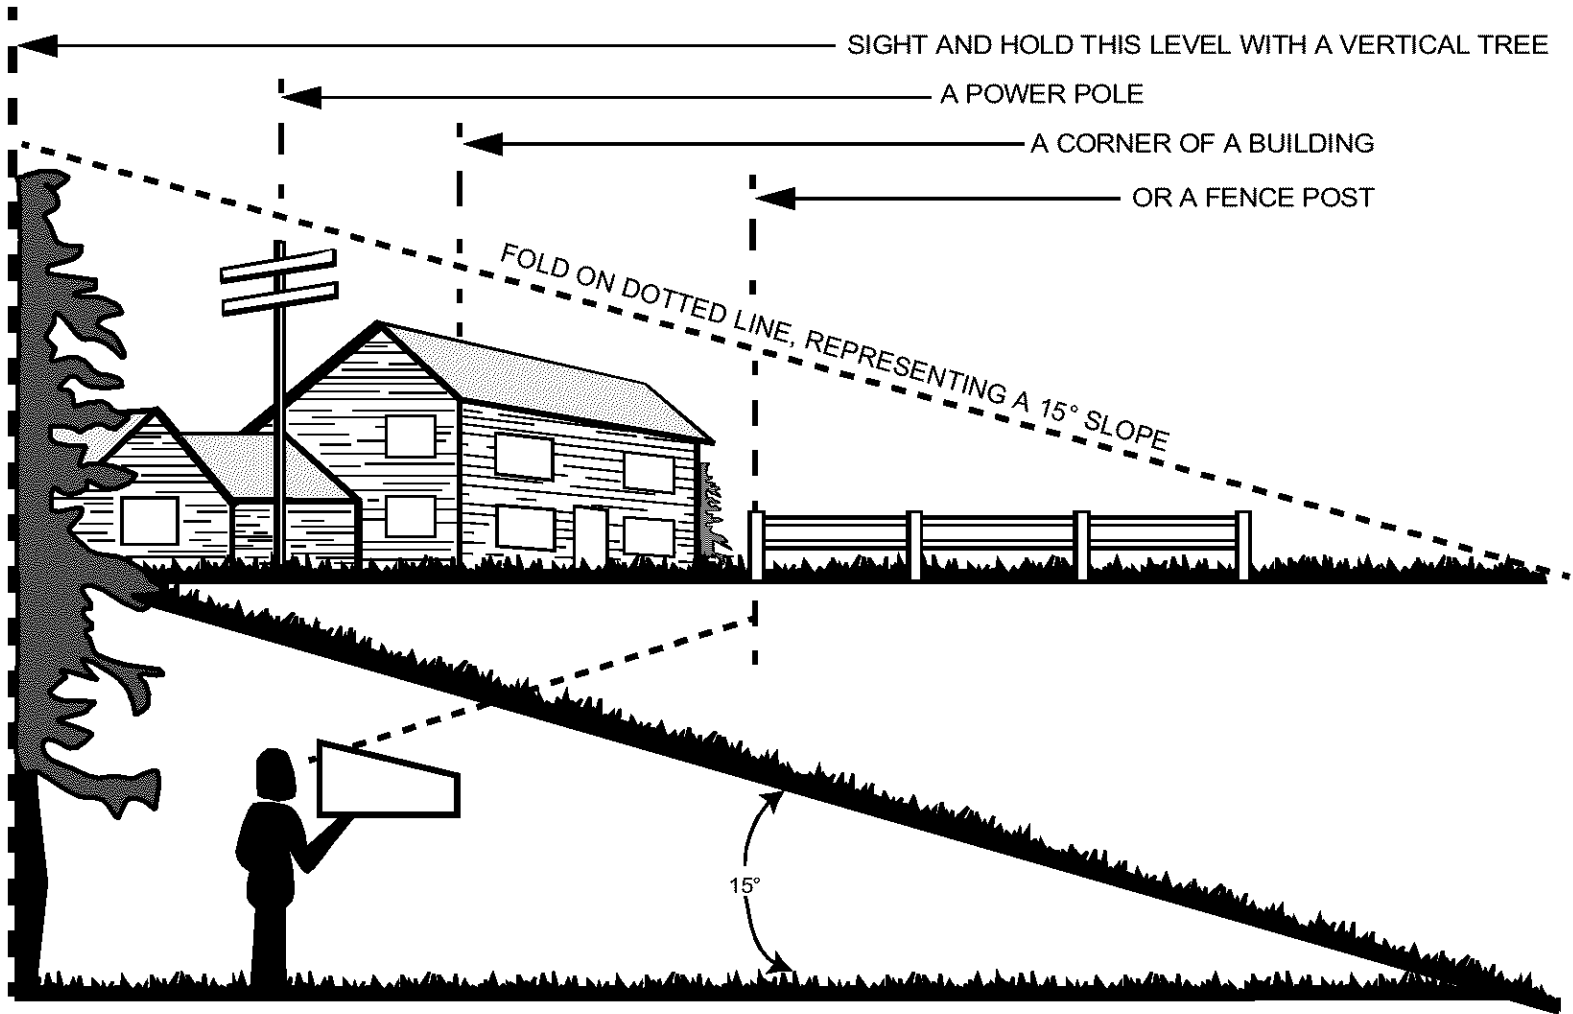 SIGHT AND HOLD THIS LEVEL WITH A VERTICAL TREE
A POWER POLE
A CORNER OF A BUILDING
OR A FENCE POST
FOLD ON DOTTED LINE, REPRESENTING A 15° SLOPE
15°